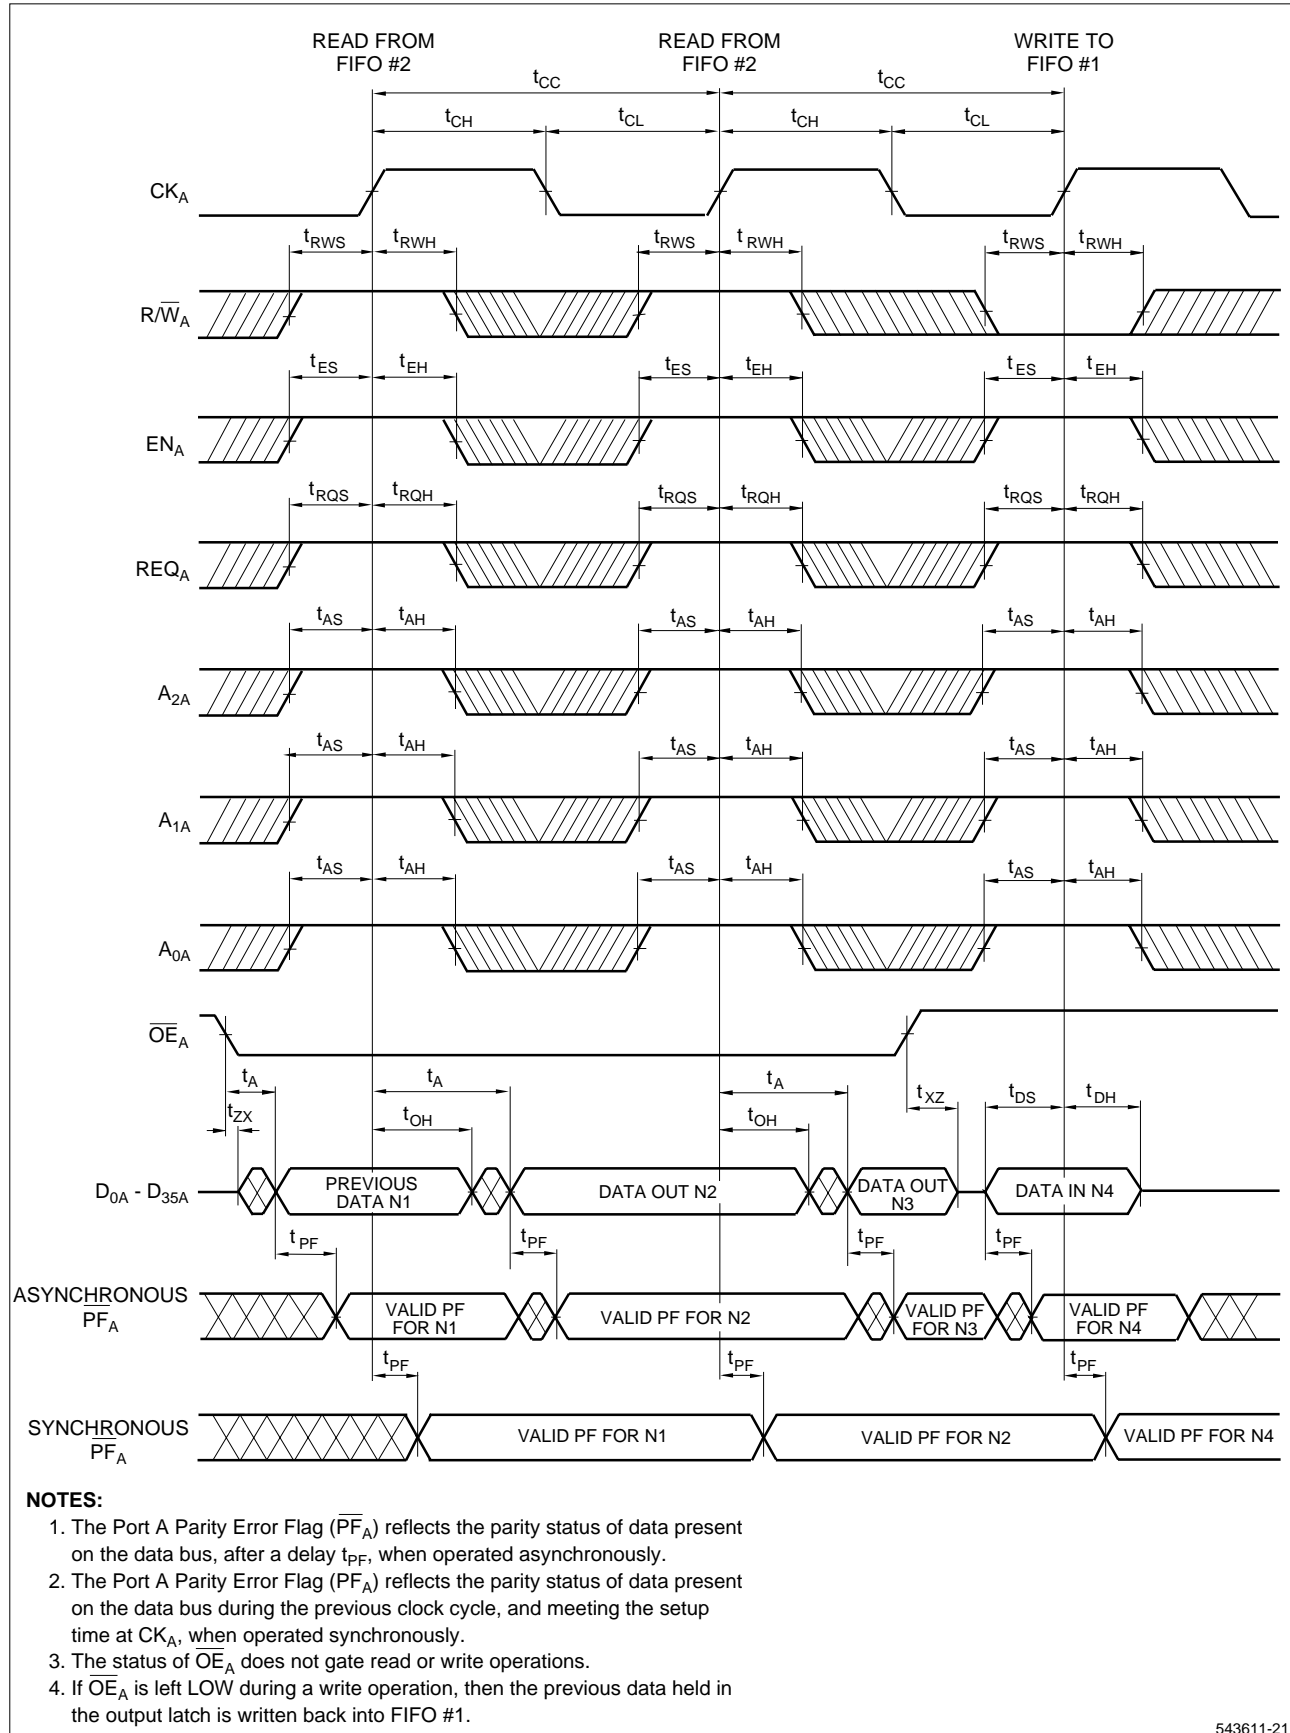 READ FROM FIFO #2
READ FROM FIFO #2
WRITE TO FIFO #1
tCC tCC
tCH tCL tCH tCL
CKA
tRWS tRWH tRWS tRWH tRWS tRWH
R/W̅A
tES tEH tES tEH tES tEH
ENA
tRQS tRQH tRQS tRQH tRQS tRQH
REQA
tAS tAH tAS tAH tAS tAH
A2A
tAS tAH tAS tAH tAS tAH
A1A
tAS tAH tAS tAH tAS tAH
A0A
O̅E̅A
tA tA tA
tZX tOH tOH tXZ tDS tDH
D0A - D35A
PREVIOUS DATA N1
DATA OUT N2
DATA OUT N3
DATA IN N4
tPF tPF tPF tPF
ASYNCHRONOUS
P̅F̅A
VALID PF FOR N1
VALID PF FOR N2
VALID PF FOR N3
VALID PF FOR N4
tPF tPF tPF
SYNCHRONOUS
P̅F̅A
VALID PF FOR N1
VALID PF FOR N2
VALID PF FOR N4
NOTES:
1. The Port A Parity Error Flag (P̅F̅A) reflects the parity status of data present
on the data bus, after a delay tPF, when operated asynchronously.
2. The Port A Parity Error Flag (PFA) reflects the parity status of data present
on the data bus during the previous clock cycle, and meeting the setup
time at CKA, when operated synchronously.
3. The status of O̅E̅A does not gate read or write operations.
4. If O̅E̅A is left LOW during a write operation, then the previous data held in
the output latch is written back into FIFO #1.
543611-21